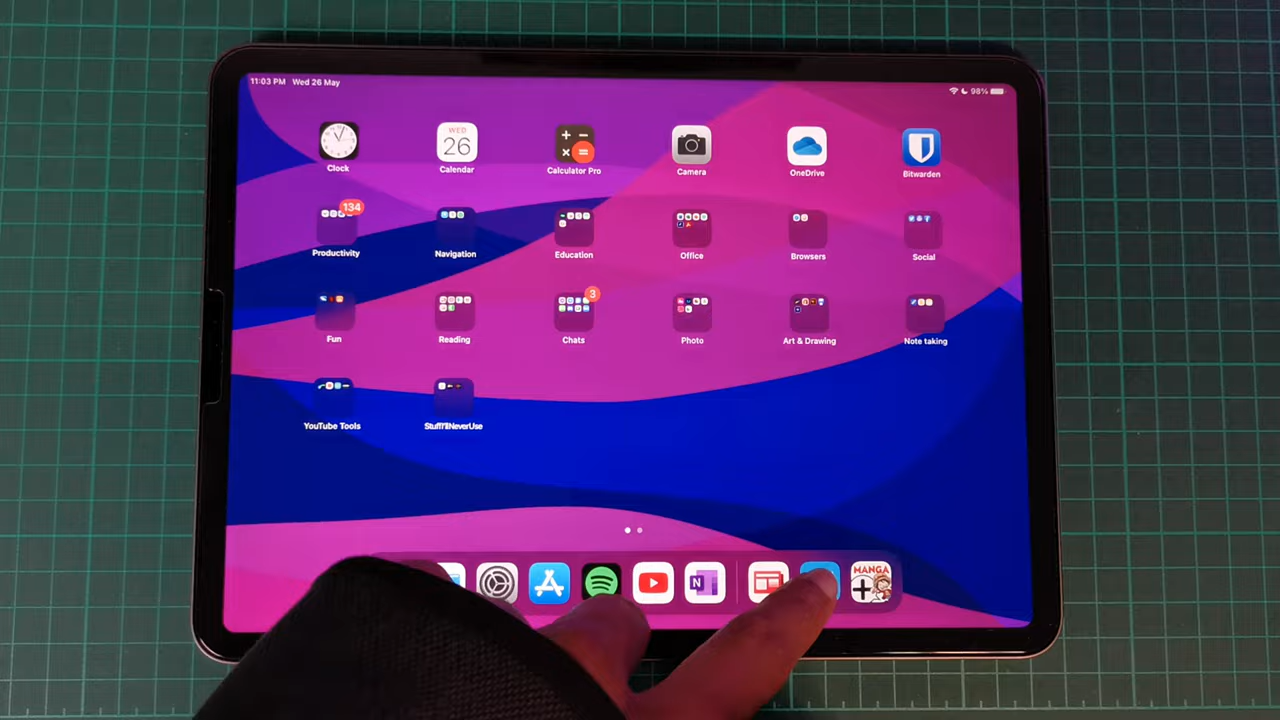 11:03 PM Wed 26 May
98%
WED
26
Clock
Calendar
Calculator Pro
Camera
OneDrive
Bitwarden
134
Productivity
Navigation
Education
Office
Browsers
Social
3
Fun
Reading
Chats
Photo
Art & Drawing
Note taking
YouTube Tools
StuffI'llNeverUse
N
MANGA